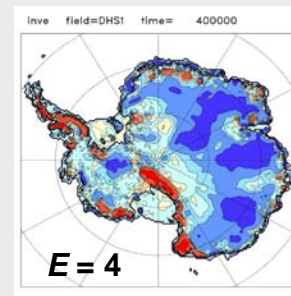 inve field=DHS1 time= 400000
E = 4